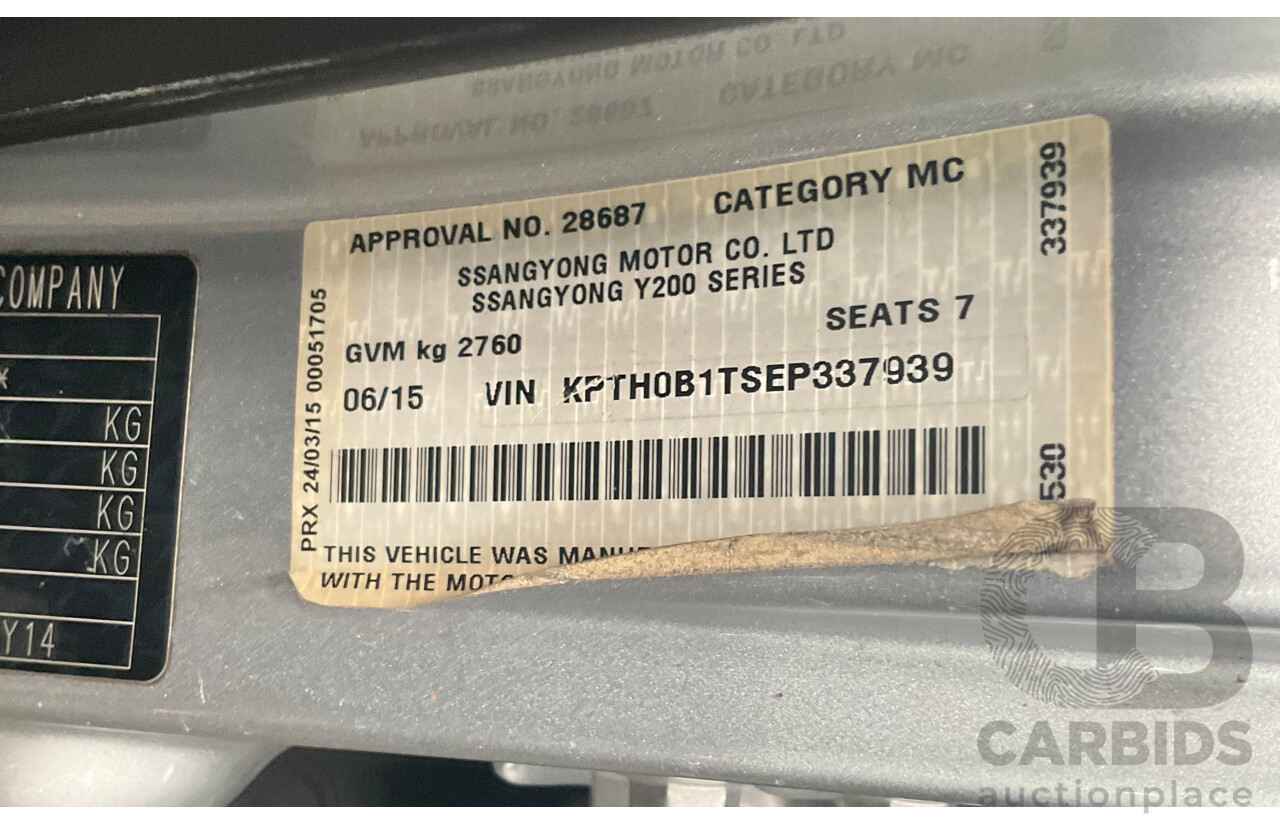 COMPANY
KG
KG
KG
KG
Y14
APPROVAL NO. 28687 CATEGORY MC
SSANGYONG MOTOR CO. LTD
SSANGYONG Y200 SERIES
GVM kg 2760 SEATS 7
06/15 VIN KPTH0B1TSEP337939
THIS VEHICLE WAS
WITH THE
PRX 24/03/15 00051705
337939
530
CB
CARBIDS
auctionplace